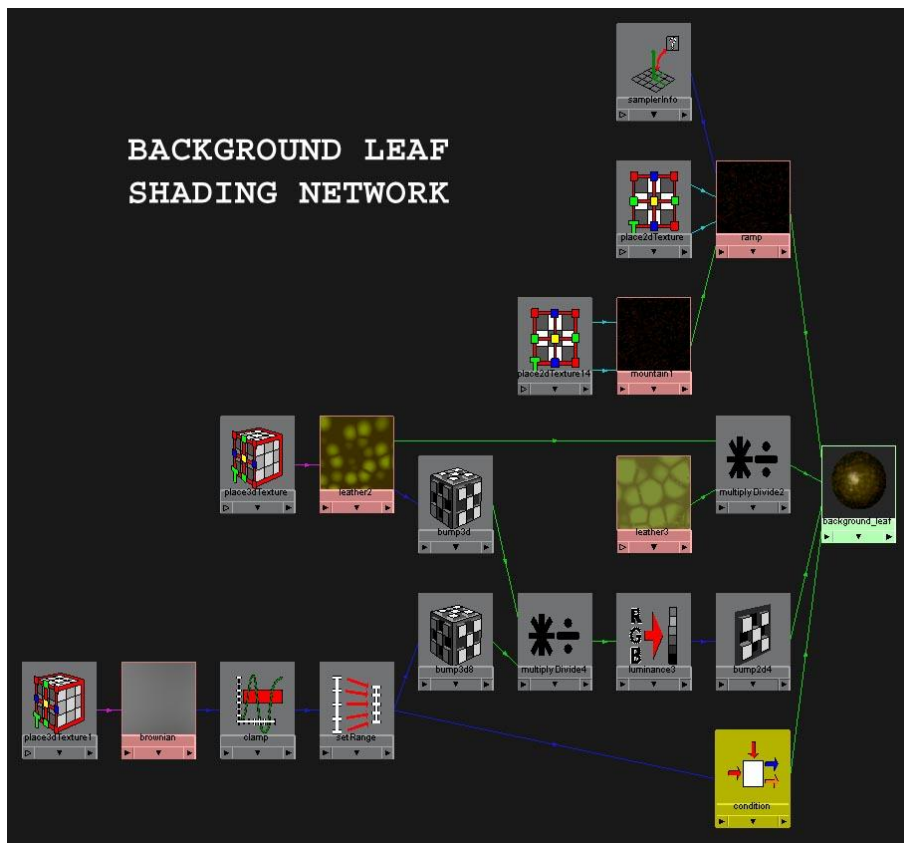 samplerInfo
BACKGROUND LEAF
SHADING NETWORK
place2dTexture
ramp
place2dTexture14
mountain1
place3dTexture
leather2
bump3d
leather3
multiplyDivide2
background_leaf
place3dTexture1
brownian
clamp
setRange
bump3d8
multiplyDivide4
RGB
luminance3
bump2d4
condition